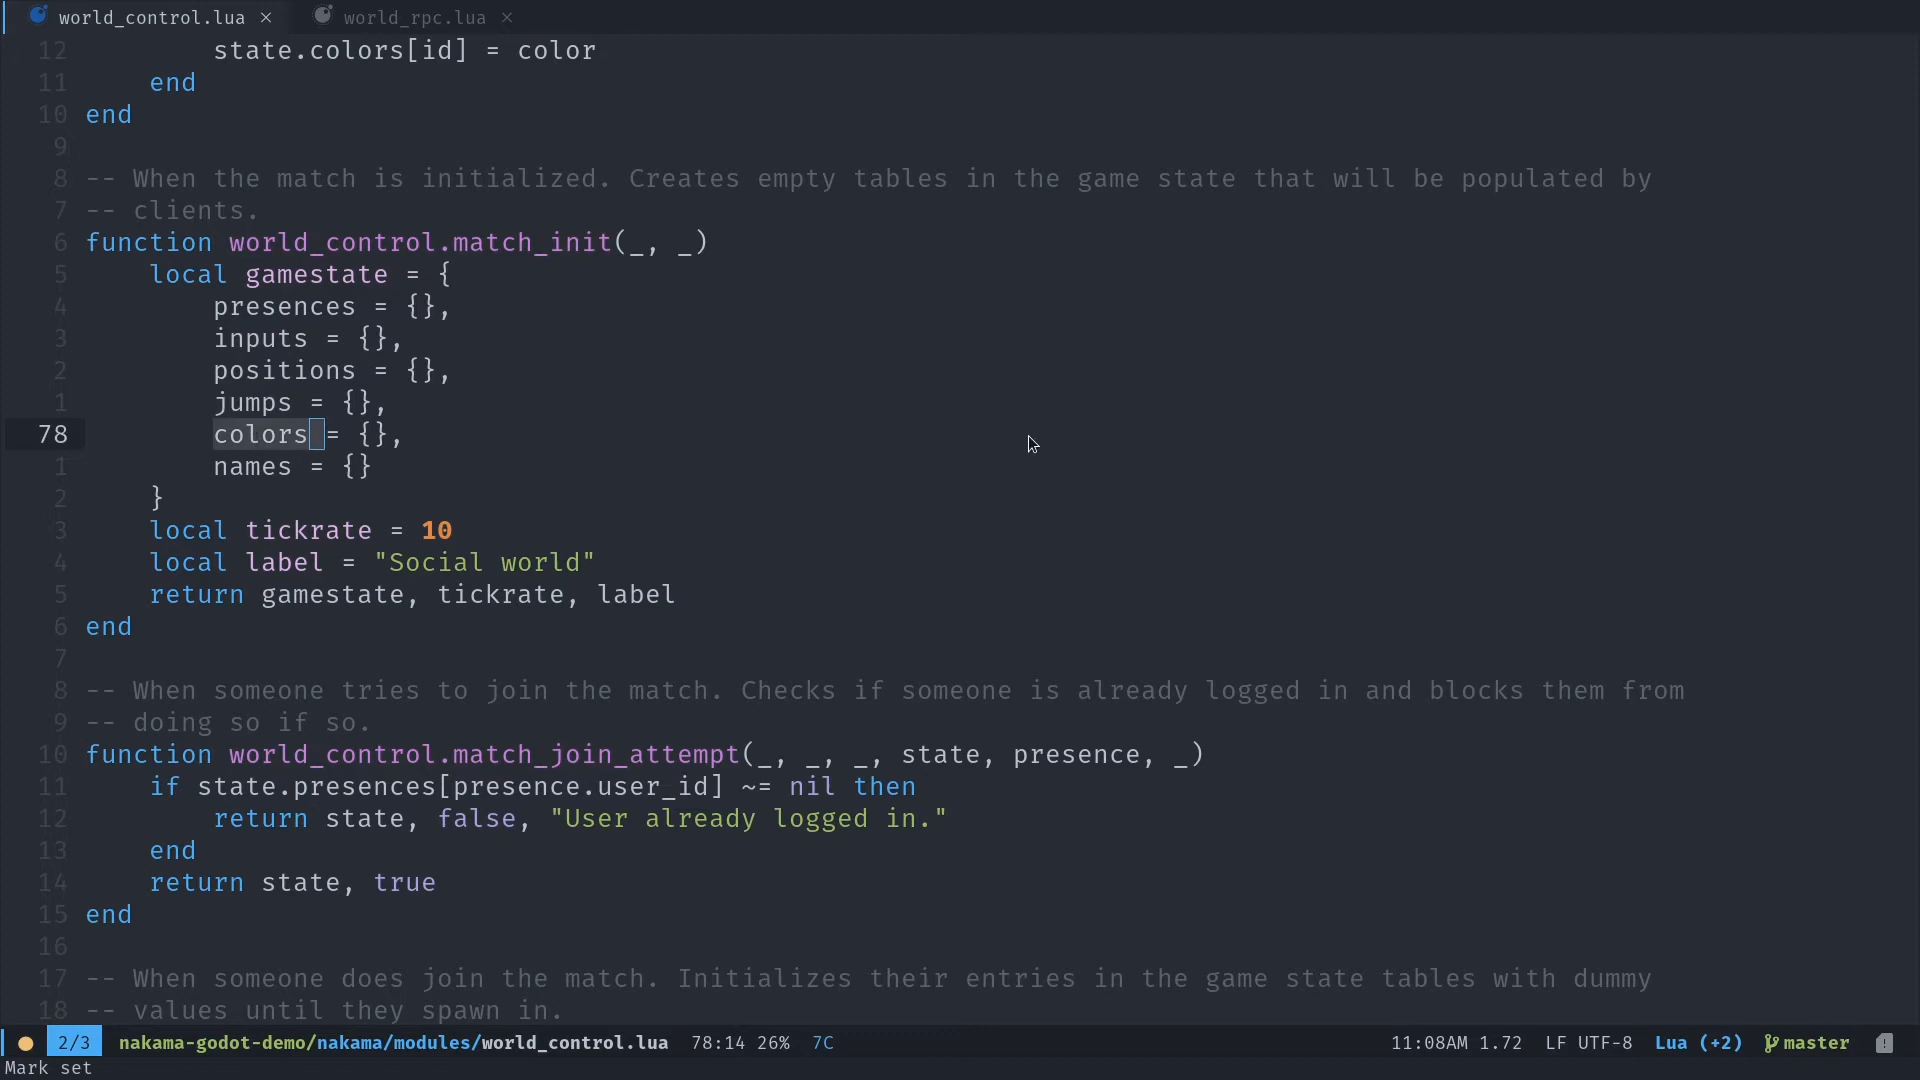 world_control.lua × world_rpc.lua ×
12 state.colors[id] = color
11 end
10 end
9
8 -- When the match is initialized. Creates empty tables in the game state that will be populated by
7 -- clients.
6 function world_control.match_init(_, _)
5 local gamestate = {
4 presences = {},
3 inputs = {},
2 positions = {},
1 jumps = {},
78 colors = {},
1 names = {}
2 }
3 local tickrate = 10
4 local label = "Social world"
5 return gamestate, tickrate, label
6 end
7
8 -- When someone tries to join the match. Checks if someone is already logged in and blocks them from
9 -- doing so if so.
10 function world_control.match_join_attempt(_, _, _, state, presence, _)
11 if state.presences[presence.user_id] ~= nil then
12 return state, false, "User already logged in."
13 end
14 return state, true
15 end
16
17 -- When someone does join the match. Initializes their entries in the game state tables with dummy
18 -- values until they spawn in.
2/3 nakama-godot-demo/nakama/modules/world_control.lua 78:14 26% 7C 11:08AM 1.72 LF UTF-8 Lua (+2) master
Mark set